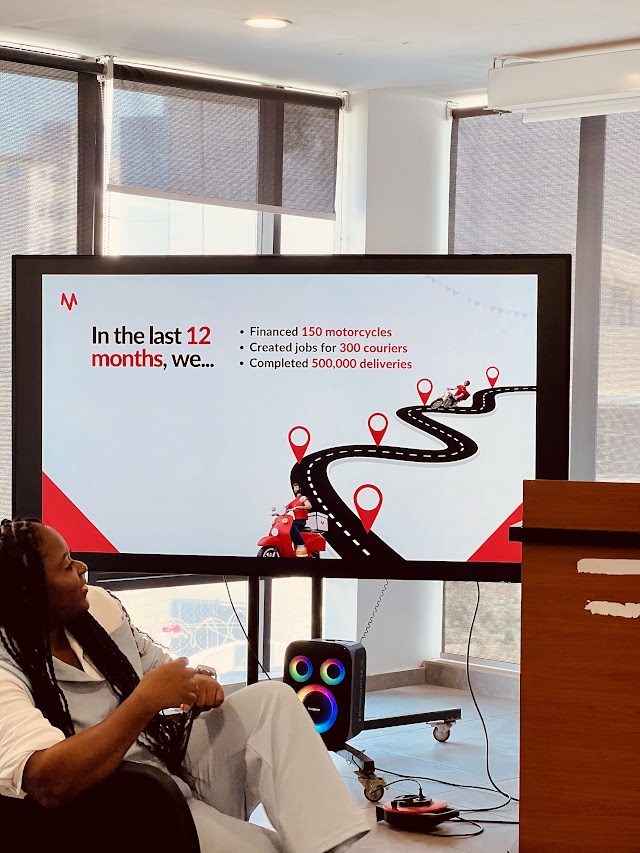 In the last 12
months, we...
• Financed 150 motorcycles
• Created jobs for 300 couriers
• Completed 500,000 deliveries